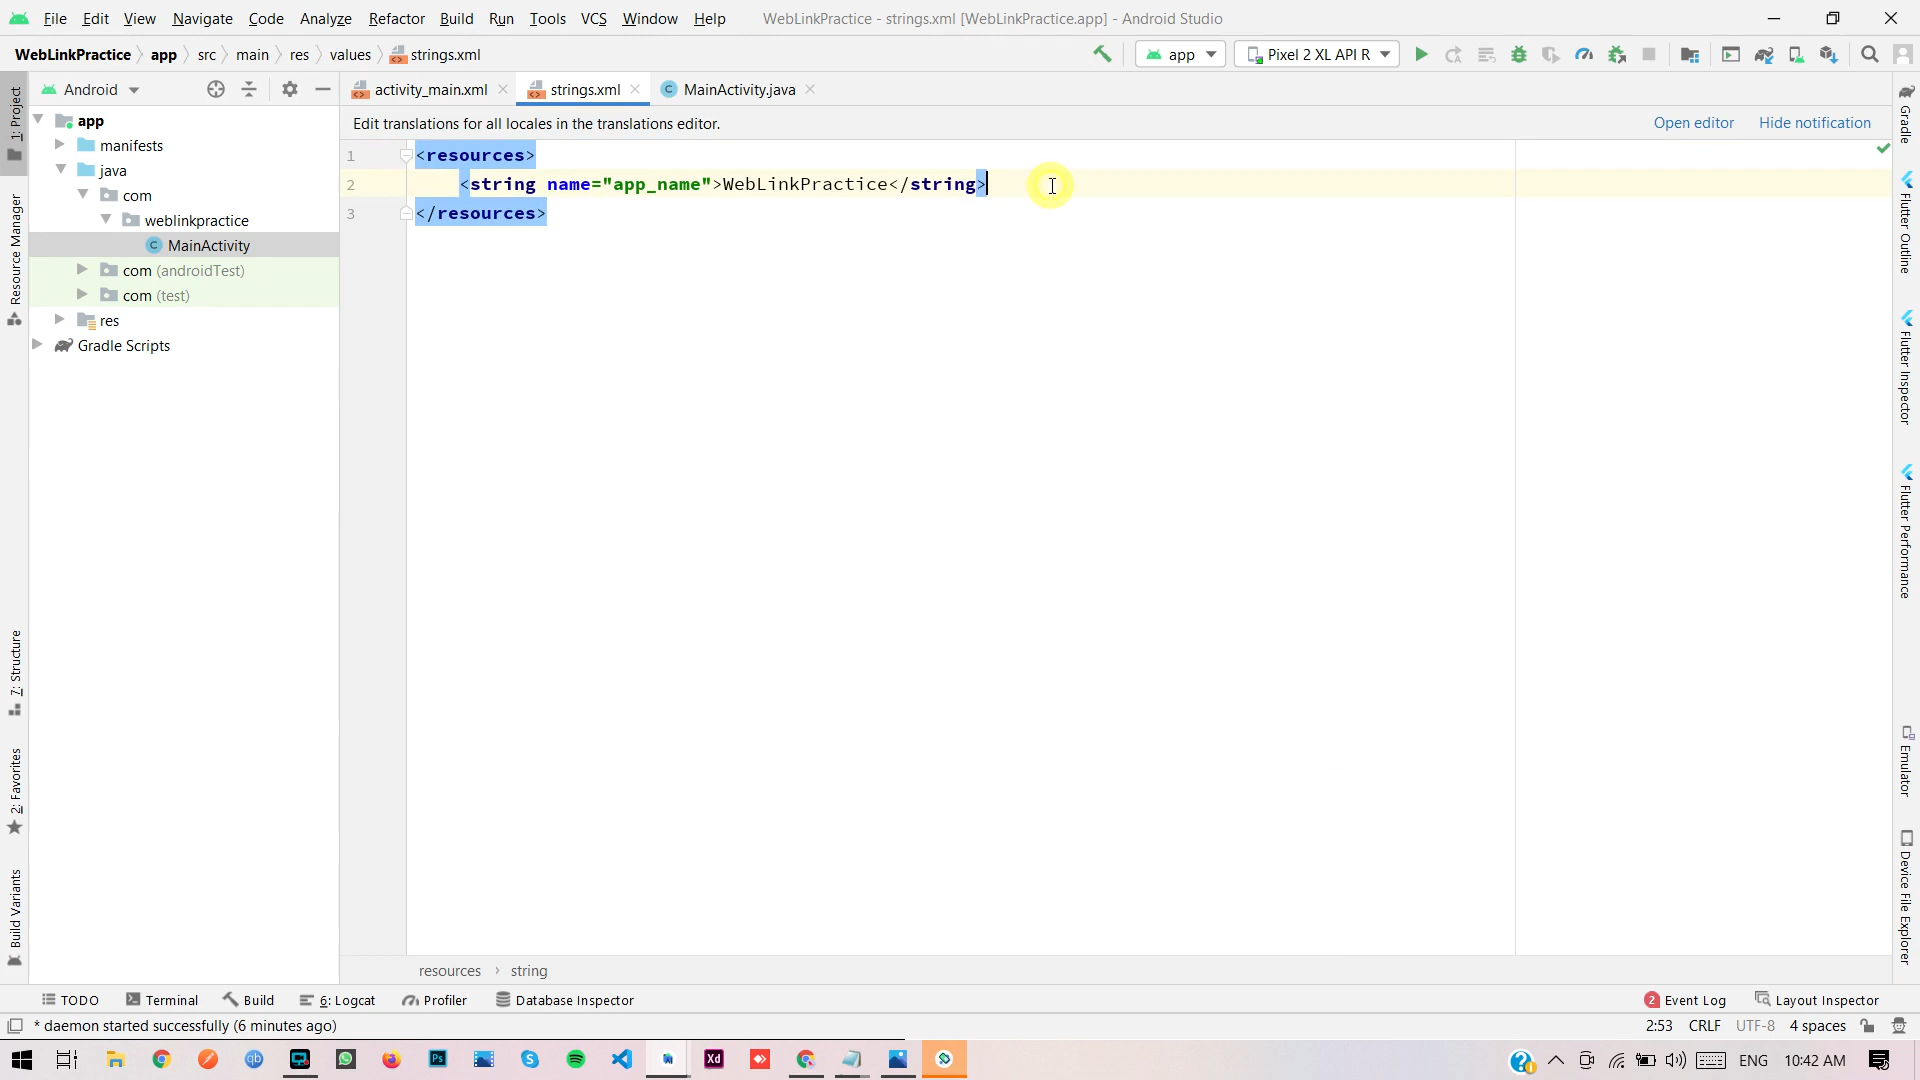 File Edit View Navigate Code Analyze Refactor Build Run Tools VCS Window Help WebLinkPractice - strings.xml [WebLinkPractice.app] - Android Studio
WebLinkPractice app src main res values strings.xml app Pixel 2 XL API R
Android activity_main.xml strings.xml MainActivity.java
Edit translations for all locales in the translations editor. Open editor Hide notification
app
manifests
java
com
weblinkpractice
MainActivity
com (androidTest)
com (test)
res
Gradle Scripts
1 <resources>
2 <string name="app_name">WebLinkPractice</string>
3 </resources>
1: Project
Resource Manager
7: Structure
2: Favorites
Build Variants
Gradle
Flutter Outline
Flutter Inspector
Flutter Performance
Emulator
Device File Explorer
resources › string
TODO Terminal Build 6: Logcat Profiler Database Inspector 2 Event Log Layout Inspector
* daemon started successfully (6 minutes ago) 2:53 CRLF UTF-8 4 spaces
qb Ps Xd ENG 10:42 AM